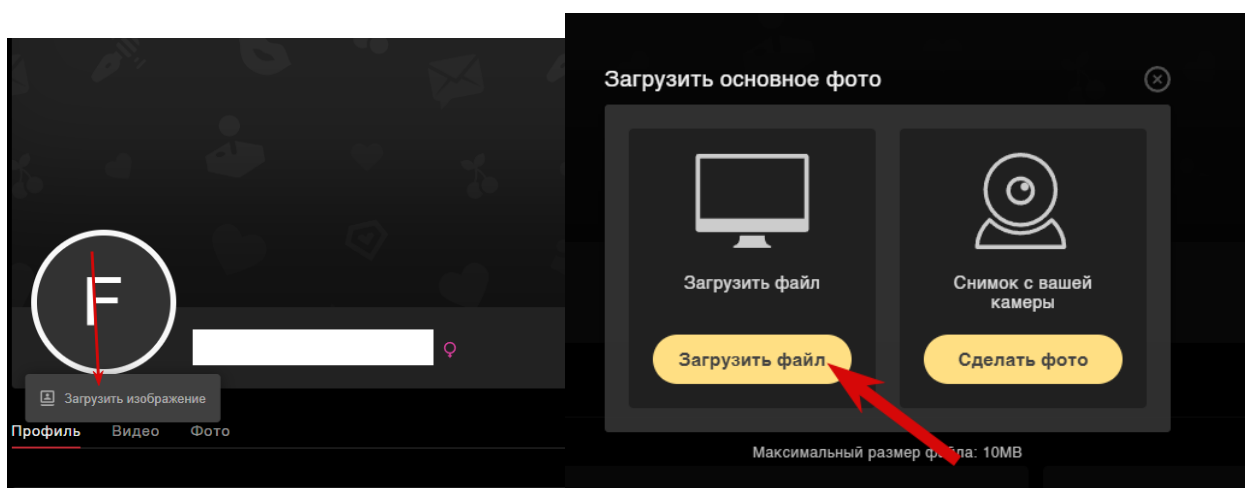 F
Загрузить изображение
Профиль Видео Фото
Загрузить основное фото
Загрузить файл
Загрузить файл
Снимок с вашей
камеры
Сделать фото
Максимальный размер файла: 10MB